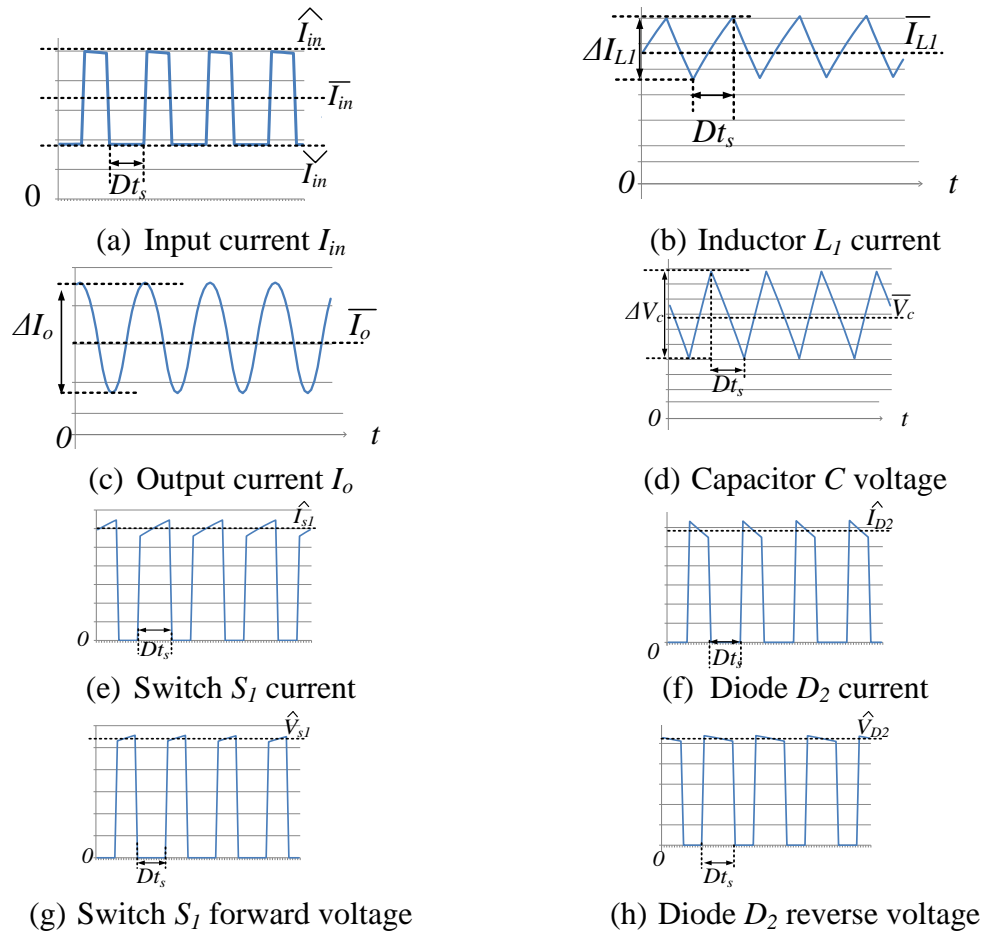 Î_in
Ī_in
Ǐ_in
Dt_s
0
(a) Input current I_in
ΔI_L1
Ī_L1
Dt_s
0
t
(b) Inductor L_1 current
ΔI_o
Ī_o
0
t
(c) Output current I_o
ΔV_c
V̄_c
Dt_s
0
t
(d) Capacitor C voltage
Î_s1
0
Dt_s
(e) Switch S_1 current
Î_D2
0
Dt_s
(f) Diode D_2 current
V̂_s1
0
Dt_s
(g) Switch S_1 forward voltage
V̂_D2
0
Dt_s
(h) Diode D_2 reverse voltage